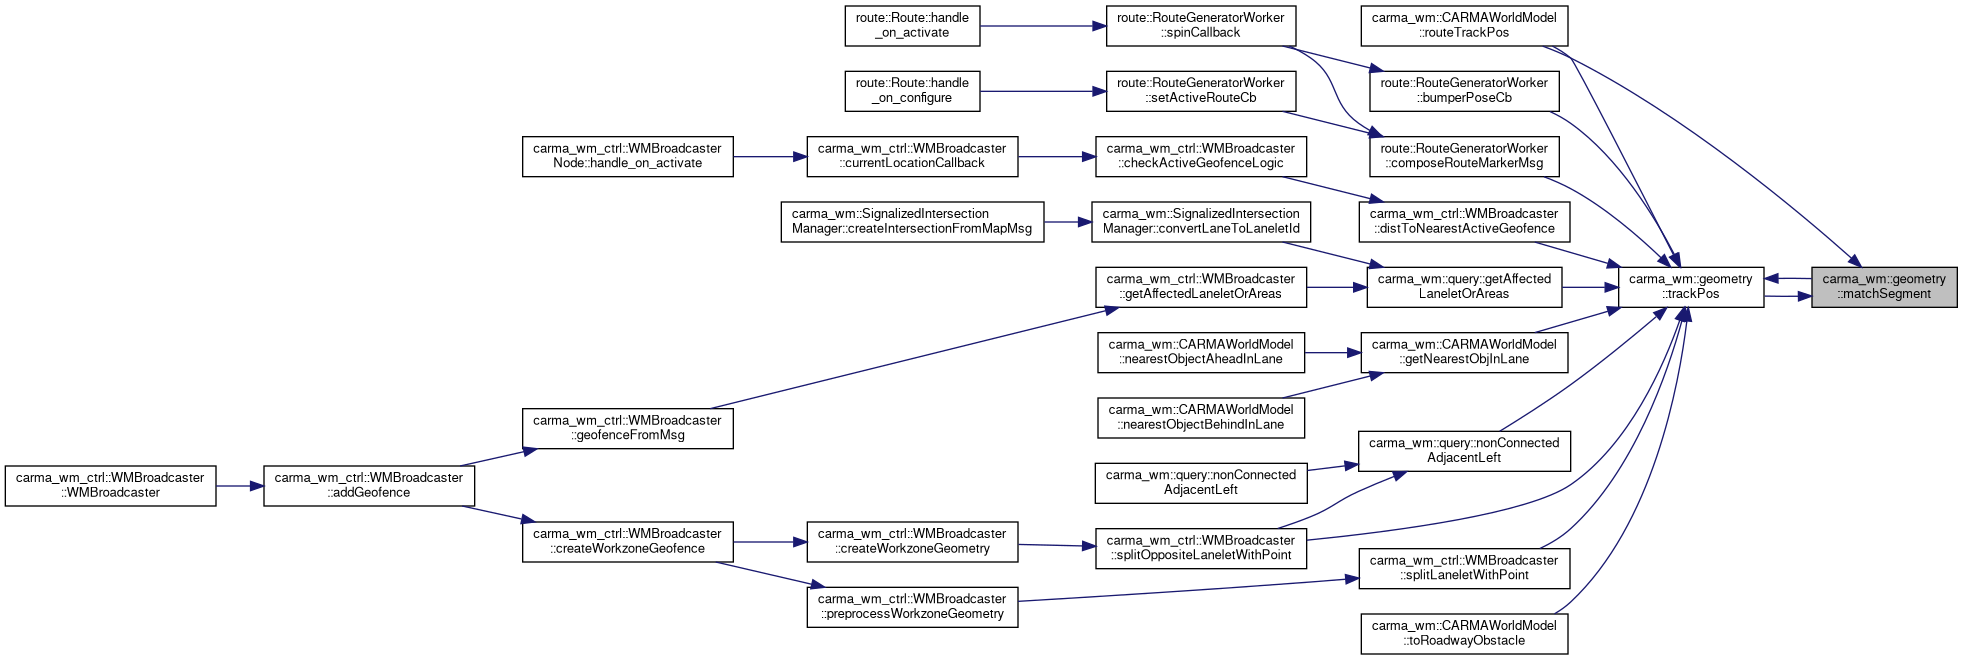 route::Route::handle
_on_activate
route::RouteGeneratorWorker
::spinCallback
carma_wm::CARMAWorldModel
::routeTrackPos
route::Route::handle
_on_configure
route::RouteGeneratorWorker
::setActiveRouteCb
route::RouteGeneratorWorker
::bumperPoseCb
carma_wm_ctrl::WMBroadcaster
Node::handle_on_activate
carma_wm_ctrl::WMBroadcaster
::currentLocationCallback
carma_wm_ctrl::WMBroadcaster
::checkActiveGeofenceLogic
route::RouteGeneratorWorker
::composeRouteMarkerMsg
carma_wm::SignalizedIntersection
Manager::createIntersectionFromMapMsg
carma_wm::SignalizedIntersection
Manager::convertLaneToLaneletId
carma_wm_ctrl::WMBroadcaster
::distToNearestActiveGeofence
carma_wm_ctrl::WMBroadcaster
::getAffectedLaneletOrAreas
carma_wm::query::getAffected
LaneletOrAreas
carma_wm::geometry
::trackPos
carma_wm::geometry
::matchSegment
carma_wm::CARMAWorldModel
::nearestObjectAheadInLane
carma_wm::CARMAWorldModel
::getNearestObjInLane
carma_wm::CARMAWorldModel
::nearestObjectBehindInLane
carma_wm_ctrl::WMBroadcaster
::geofenceFromMsg
carma_wm::query::nonConnected
AdjacentLeft
carma_wm_ctrl::WMBroadcaster
::WMBroadcaster
carma_wm_ctrl::WMBroadcaster
::addGeofence
carma_wm::query::nonConnected
AdjacentLeft
carma_wm_ctrl::WMBroadcaster
::createWorkzoneGeofence
carma_wm_ctrl::WMBroadcaster
::createWorkzoneGeometry
carma_wm_ctrl::WMBroadcaster
::splitOppositeLaneletWithPoint
carma_wm_ctrl::WMBroadcaster
::splitLaneletWithPoint
carma_wm_ctrl::WMBroadcaster
::preprocessWorkzoneGeometry
carma_wm::CARMAWorldModel
::toRoadwayObstacle